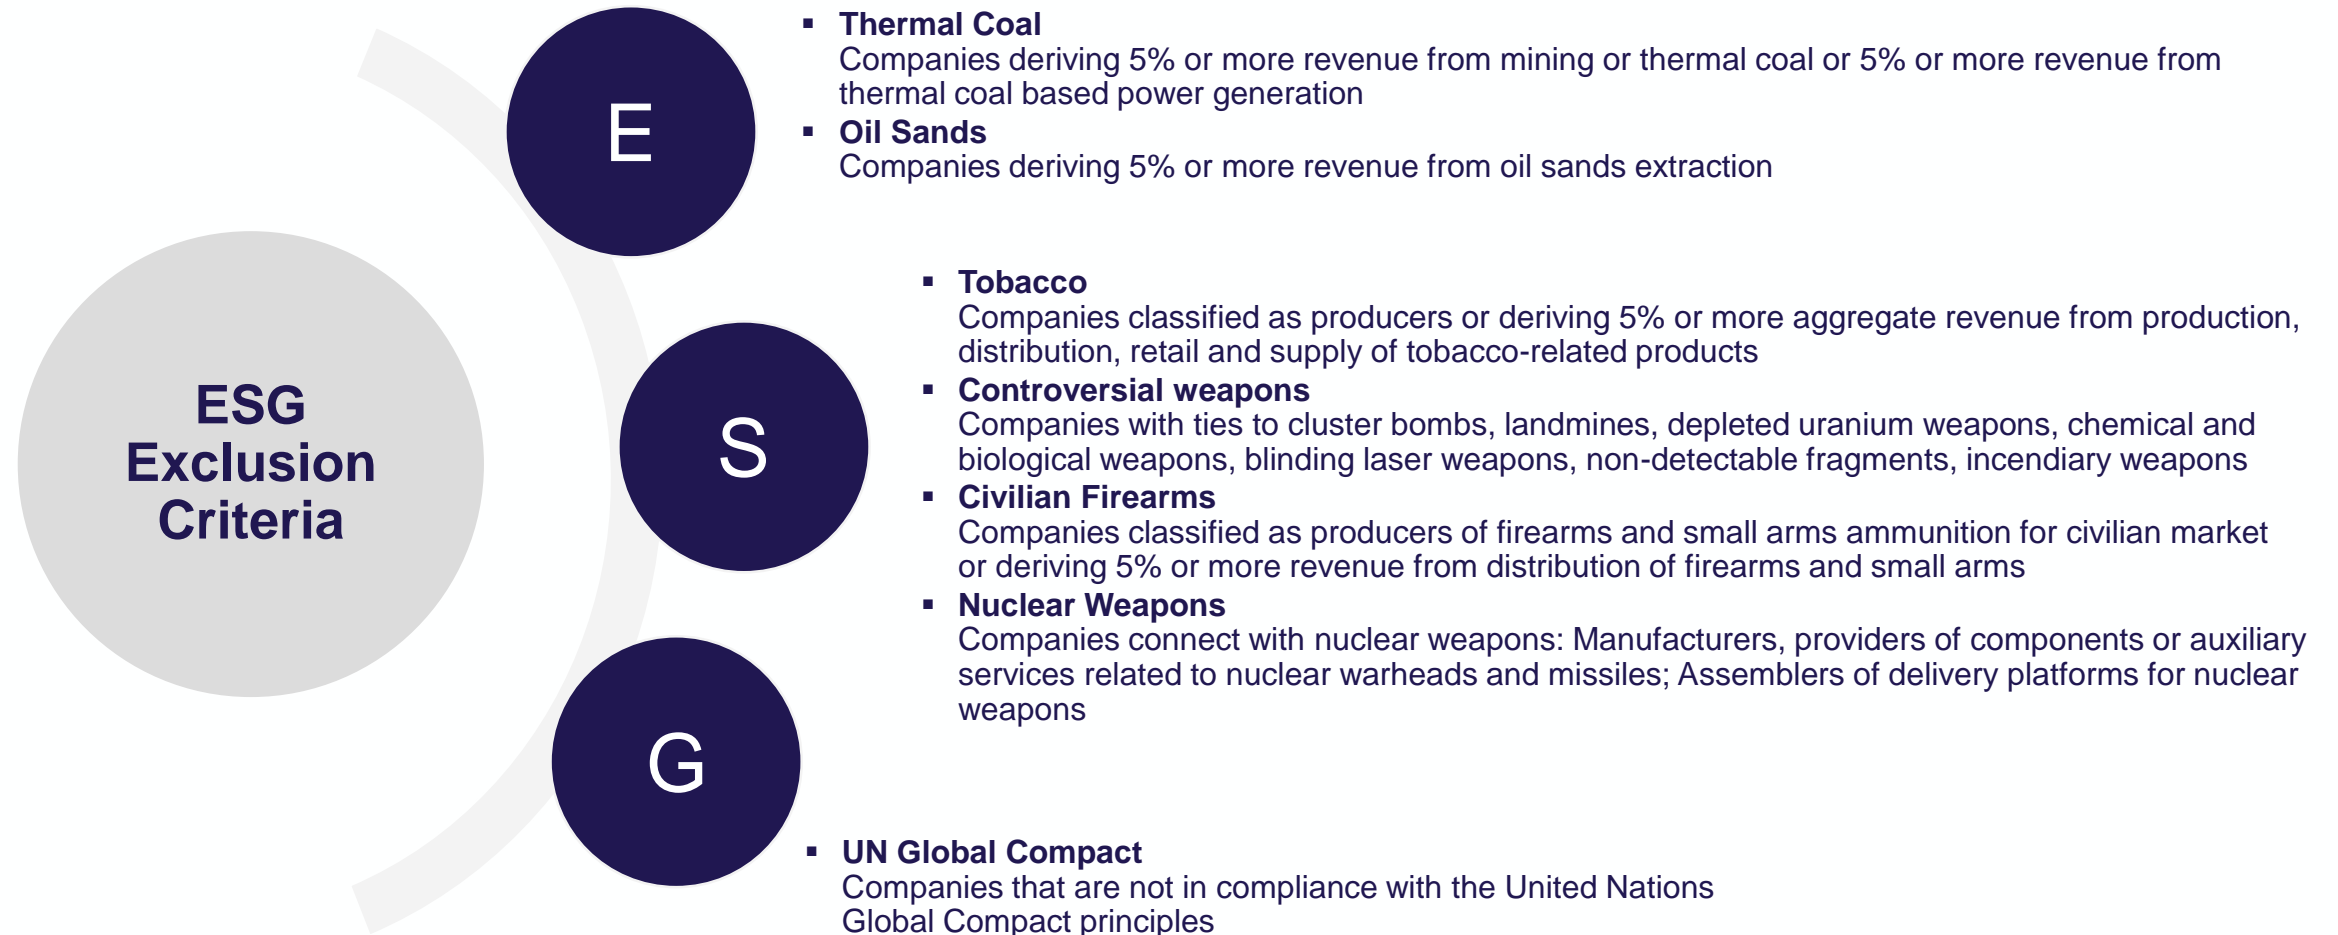 ESG
Exclusion
Criteria
E
▪ Thermal Coal
Companies deriving 5% or more revenue from mining or thermal coal or 5% or more revenue from
thermal coal based power generation
▪ Oil Sands
Companies deriving 5% or more revenue from oil sands extraction
S
▪ Tobacco
Companies classified as producers or deriving 5% or more aggregate revenue from production,
distribution, retail and supply of tobacco-related products
▪ Controversial weapons
Companies with ties to cluster bombs, landmines, depleted uranium weapons, chemical and
biological weapons, blinding laser weapons, non-detectable fragments, incendiary weapons
▪ Civilian Firearms
Companies classified as producers of firearms and small arms ammunition for civilian market
or deriving 5% or more revenue from distribution of firearms and small arms
▪ Nuclear Weapons
Companies connect with nuclear weapons: Manufacturers, providers of components or auxiliary
services related to nuclear warheads and missiles; Assemblers of delivery platforms for nuclear
weapons
G
▪ UN Global Compact
Companies that are not in compliance with the United Nations
Global Compact principles